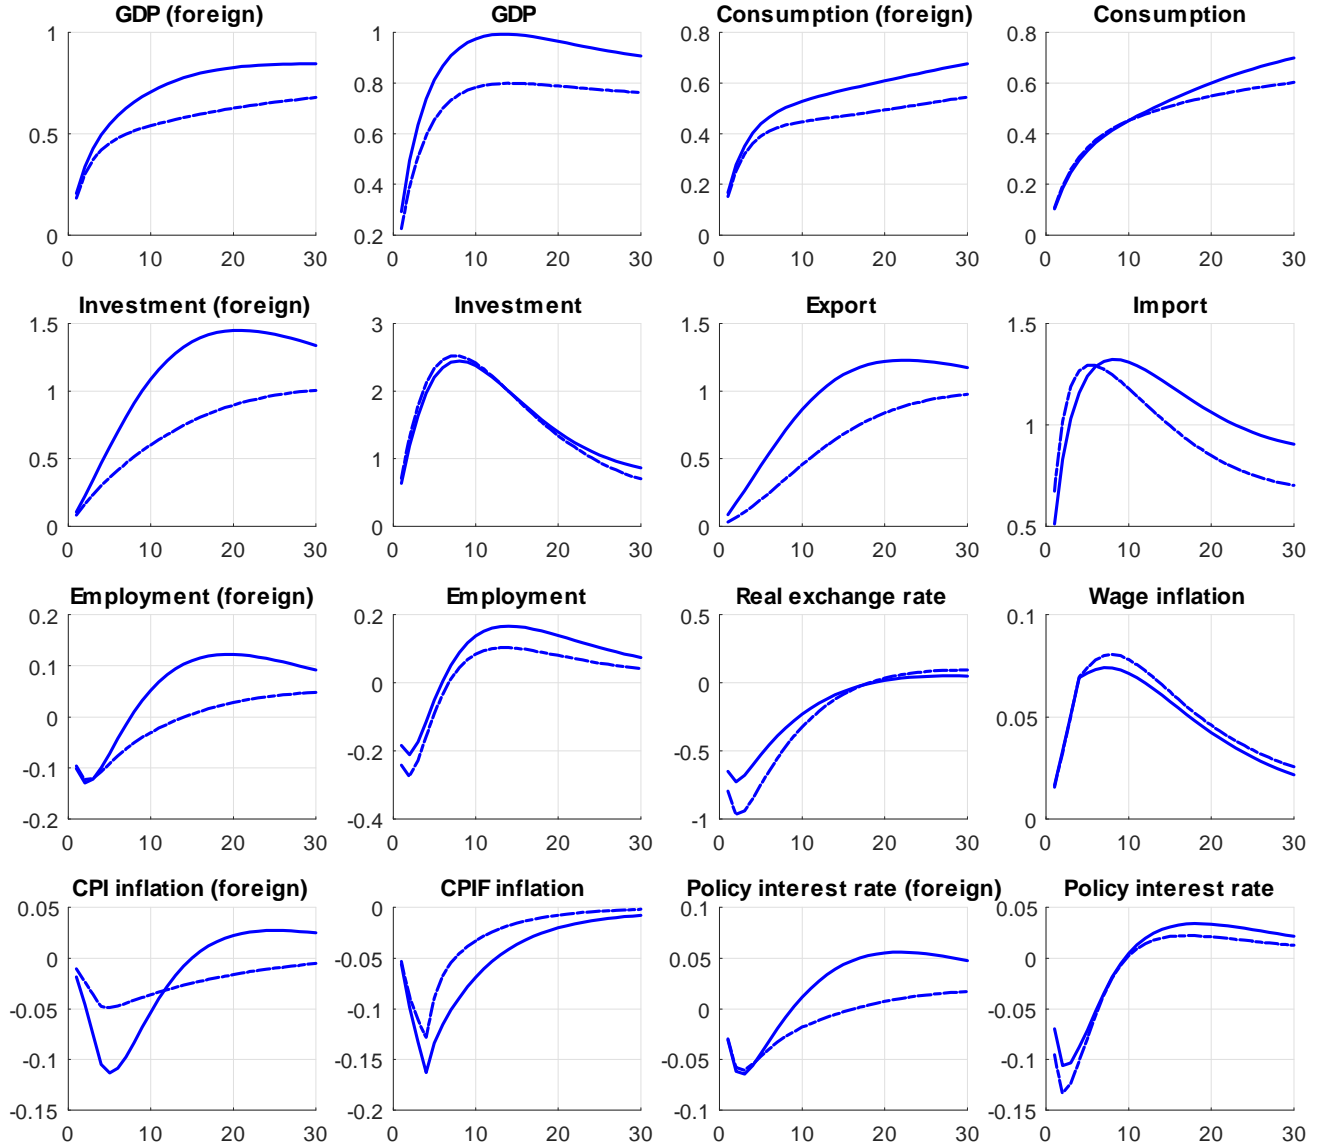 GDP (foreign)
GDP
Consumption (foreign)
Consumption
1
0.5
0
0 10 20 30
1
0.8
0.6
0.4
0.2
0 10 20 30
0.8
0.6
0.4
0.2
0
0 10 20 30
0.8
0.6
0.4
0.2
0
0 10 20 30
Investment (foreign)
Investment
Export
Import
1.5
1
0.5
0
0 10 20 30
3
2
1
0
0 10 20 30
1.5
1
0.5
0
0 10 20 30
1.5
1
0.5
0 10 20 30
Employment (foreign)
Employment
Real exchange rate
Wage inflation
0.2
0.1
0
-0.1
-0.2
0 10 20 30
0.2
0
-0.2
-0.4
0 10 20 30
0.5
0
-0.5
-1
0 10 20 30
0.1
0.05
0
0 10 20 30
CPI inflation (foreign)
CPIF inflation
Policy interest rate (foreign)
Policy interest rate
0.05
0
-0.05
-0.1
-0.15
0 10 20 30
0
-0.05
-0.1
-0.15
-0.2
0 10 20 30
0.1
0.05
0
-0.05
-0.1
0 10 20 30
0.05
0
-0.05
-0.1
-0.15
0 10 20 30